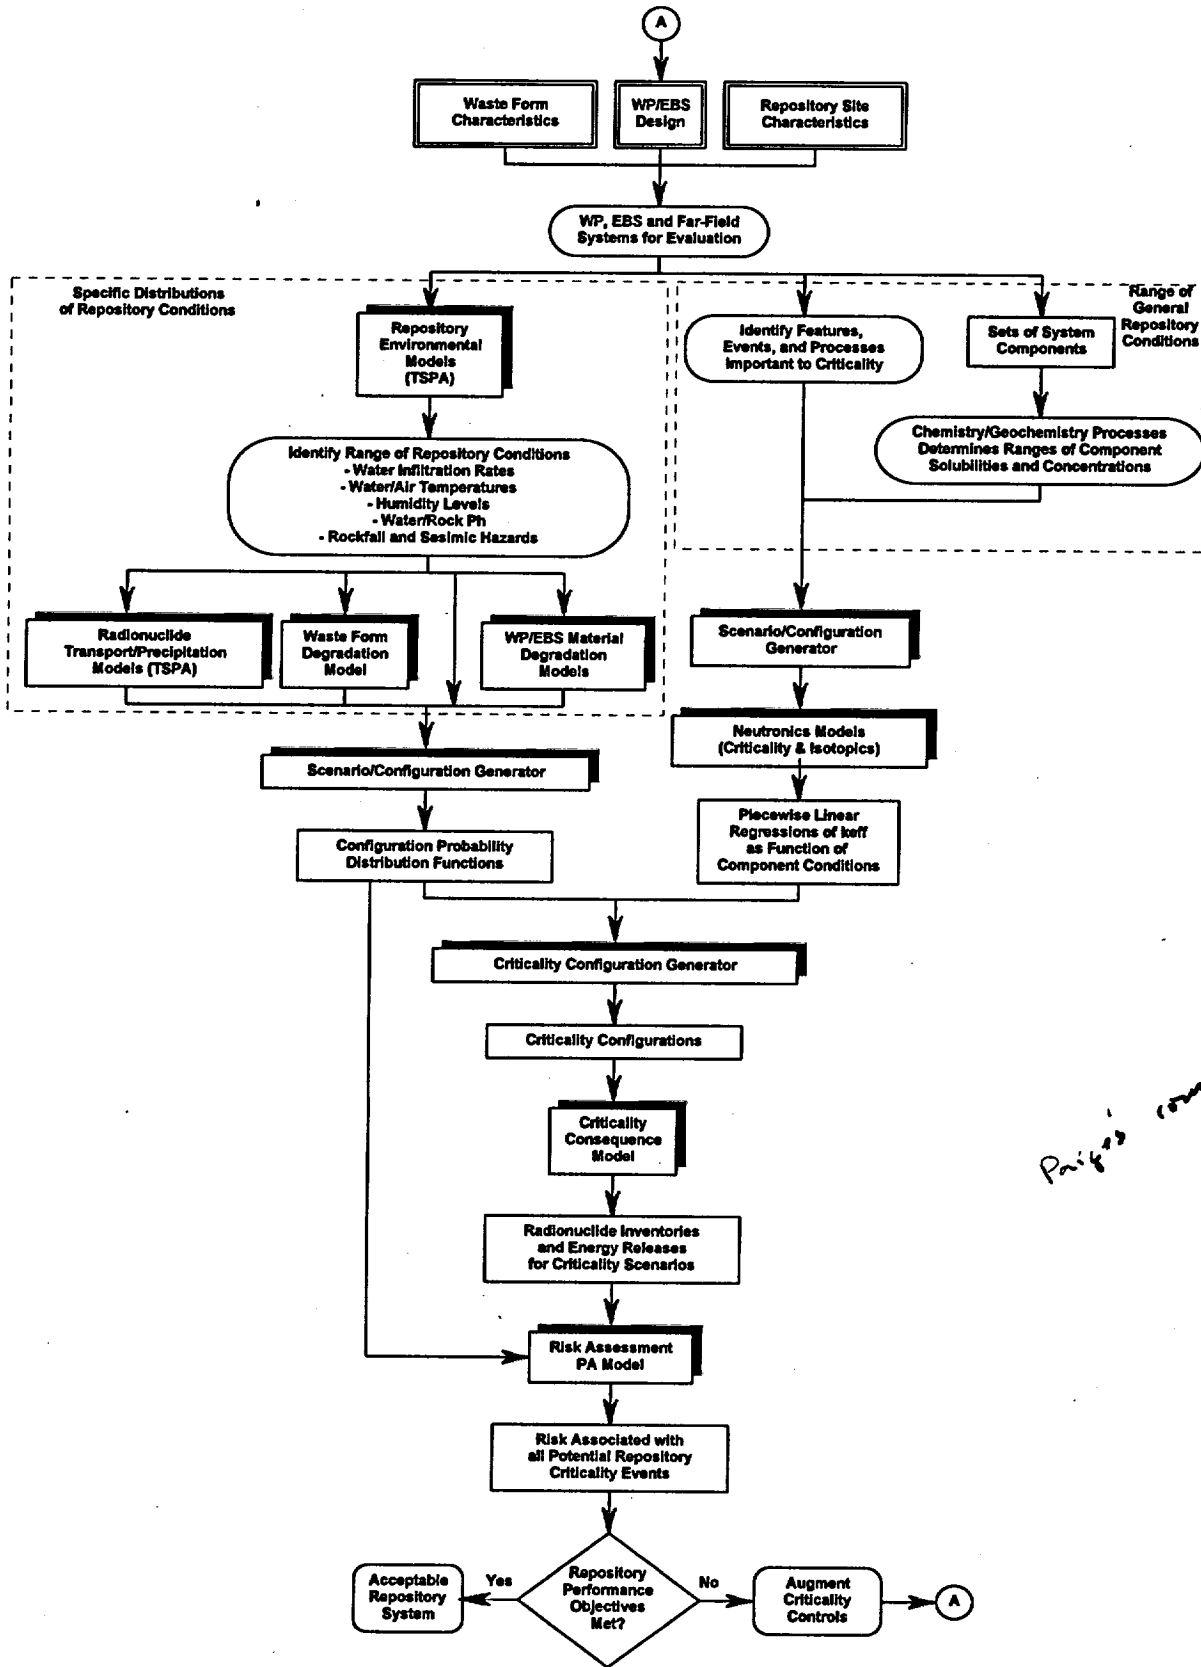 A
Waste Form
Characteristics
WP/EBS
Design
Repository Site
Characteristics
WP, EBS and Far-Field
Systems for Evaluation
Specific Distributions
of Repository Conditions
Range of
General
Repository
Conditions
Repository
Environmental
Models
(TSPA)
Identify Features,
Events, and Processes
Important to Criticality
Sets of System
Components
Identify Range of Repository Conditions
- Water Infiltration Rates
- Water/Air Temperatures
- Humidity Levels
- Water/Rock Ph
- Rockfall and Sesimic Hazards
Chemistry/Geochemistry Processes
Determines Ranges of Component
Solubilities and Concentrations
Radionuclide
Transport/Precipitation
Models (TSPA)
Waste Form
Degradation
Model
WP/EBS Material
Degradation
Models
Scenario/Configuration
Generator
Neutronics Models
(Criticality & Isotopics)
Scenario/Configuration Generator
Piecewise Linear
Regressions of keff
as Function of
Component Conditions
Configuration Probability
Distribution Functions
Criticality Configuration Generator
Criticality Configurations
Criticality
Consequence
Model
Radionuclide Inventories
and Energy Releases
for Criticality Scenarios
Risk Assessment
PA Model
Risk Associated with
all Potential Repository
Criticality Events
Repository
Performance
Objectives
Met?
Yes
Acceptable
Repository
System
No
Augment
Criticality
Controls
A